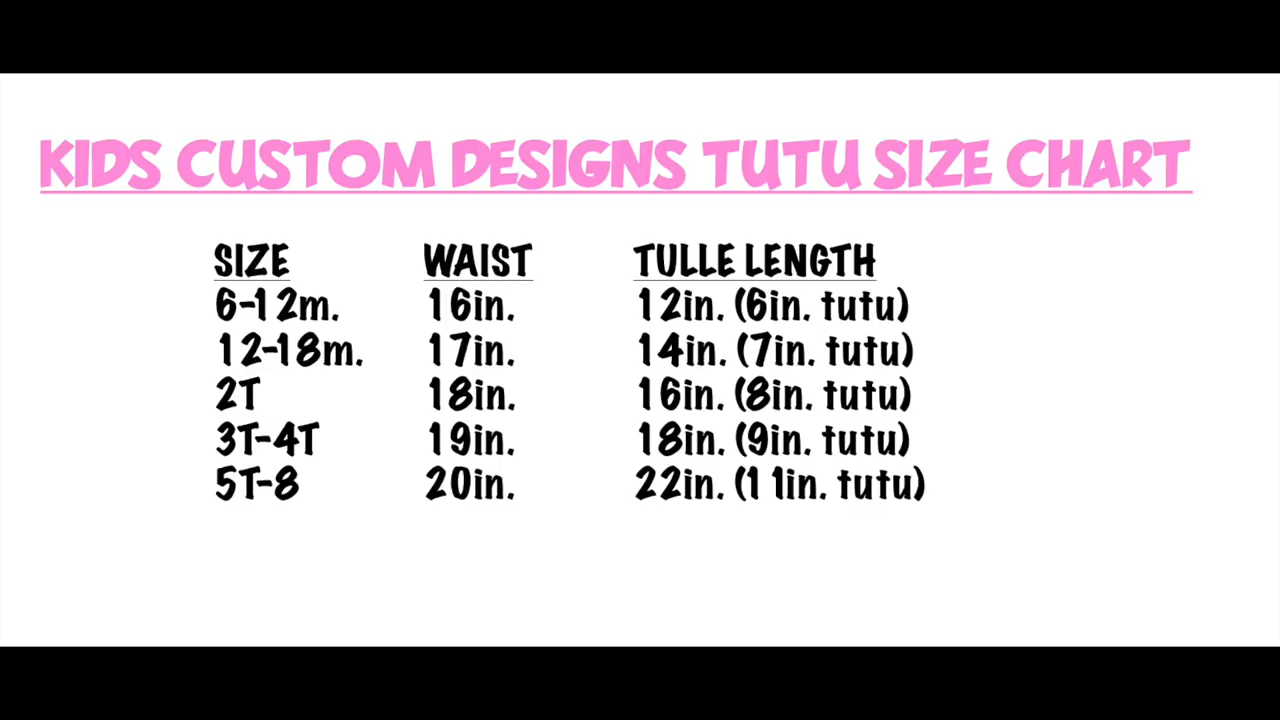 KIDS CUSTOM DESIGNS TUTU SIZE CHART
SIZE WAIST TULLE LENGTH
6-12m. 16in. 12in. (6in. tutu)
12-18m. 17in. 14in. (7in. tutu)
2T 18in. 16in. (8in. tutu)
3T-4T 19in. 18in. (9in. tutu)
5T-8 20in. 22in. (11in. tutu)